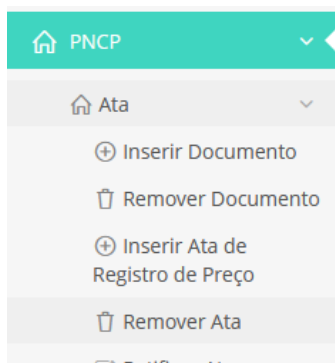 PNCP
Ata
Inserir Documento
Remover Documento
Inserir Ata de
Registro de Preço
Remover Ata